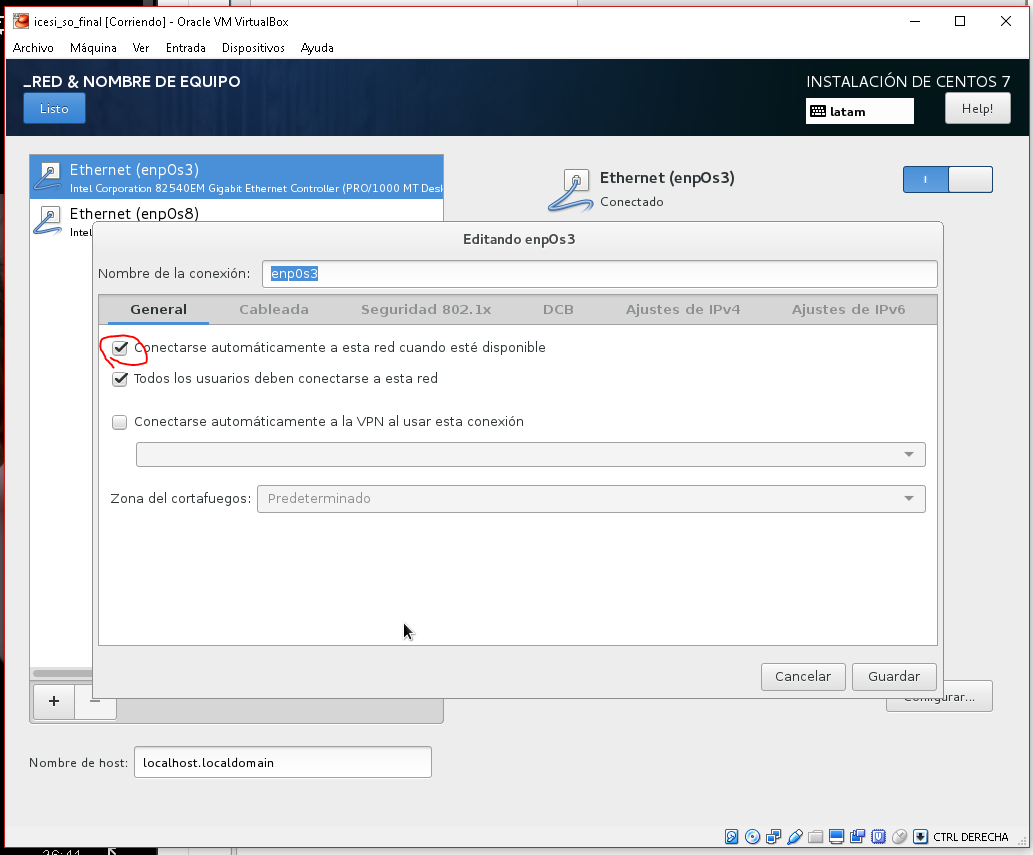 icesi_so_final [Corriendo] - Oracle VM VirtualBox
Archivo Máquina Ver Entrada Dispositivos Ayuda
_RED & NOMBRE DE EQUIPO
INSTALACIÓN DE CENTOS 7
Listo
latam
Help!
Ethernet (enp0s3)
Intel Corporation 82540EM Gigabit Ethernet Controller (PRO/1000 MT
Ethernet (enp0s8)
Intel
Ethernet (enp0s3)
Conectado
Editando enp0s3
Nombre de la conexión: enp0s3
General Cableada Seguridad 802.1x DCB Ajustes de IPv4 Ajustes de IPv6
Conectarse automáticamente a esta red cuando esté disponible
Todos los usuarios deben conectarse a esta red
Conectarse automáticamente a la VPN al usar esta conexión
Zona del cortafuegos: Predeterminado
Cancelar Guardar
+ −
Configurar...
Nombre de host: localhost.localdomain
CTRL DERECHA